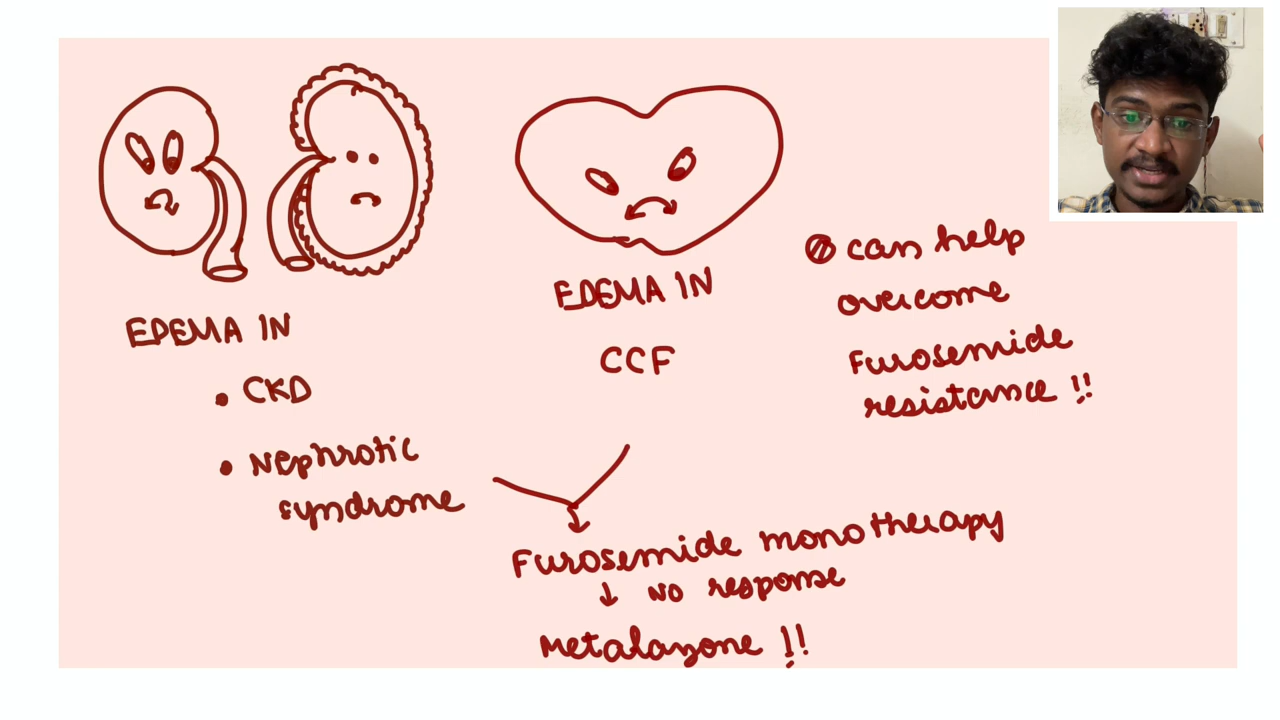 EDEMA IN
• CKD
• Nephrotic
syndrome
EDEMA IN
CCF
can help
overcome
Furosemide
resistance !!
Furosemide monotherapy
↓ No response
Metalazone !!